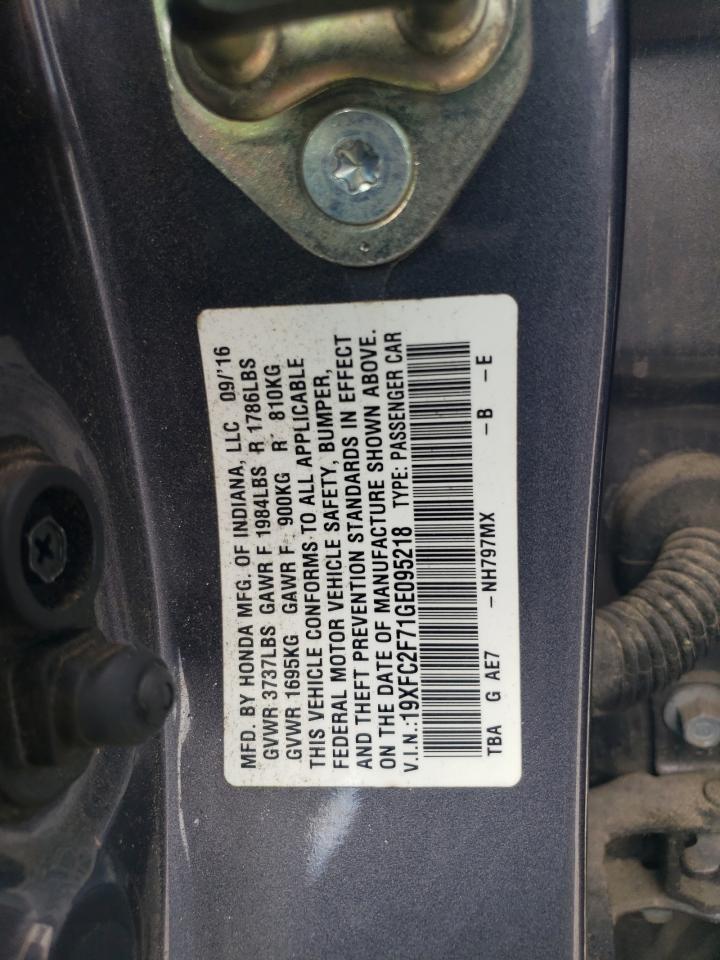 MFD. BY HONDA MFG. OF INDIANA, LLC 09/'16
GVWR 3737LBS GAWR F 1984LBS R 1786LBS
GVWR 1695KG GAWR F 900KG R 810KG
THIS VEHICLE CONFORMS TO ALL APPLICABLE
FEDERAL MOTOR VEHICLE SAFETY, BUMPER,
AND THEFT PREVENTION STANDARDS IN EFFECT
ON THE DATE OF MANUFACTURE SHOWN ABOVE.
V.I.N.:19XFC2F71GE095218 TYPE: PASSENGER CAR
TBA G AE7 -NH797MX -B -E